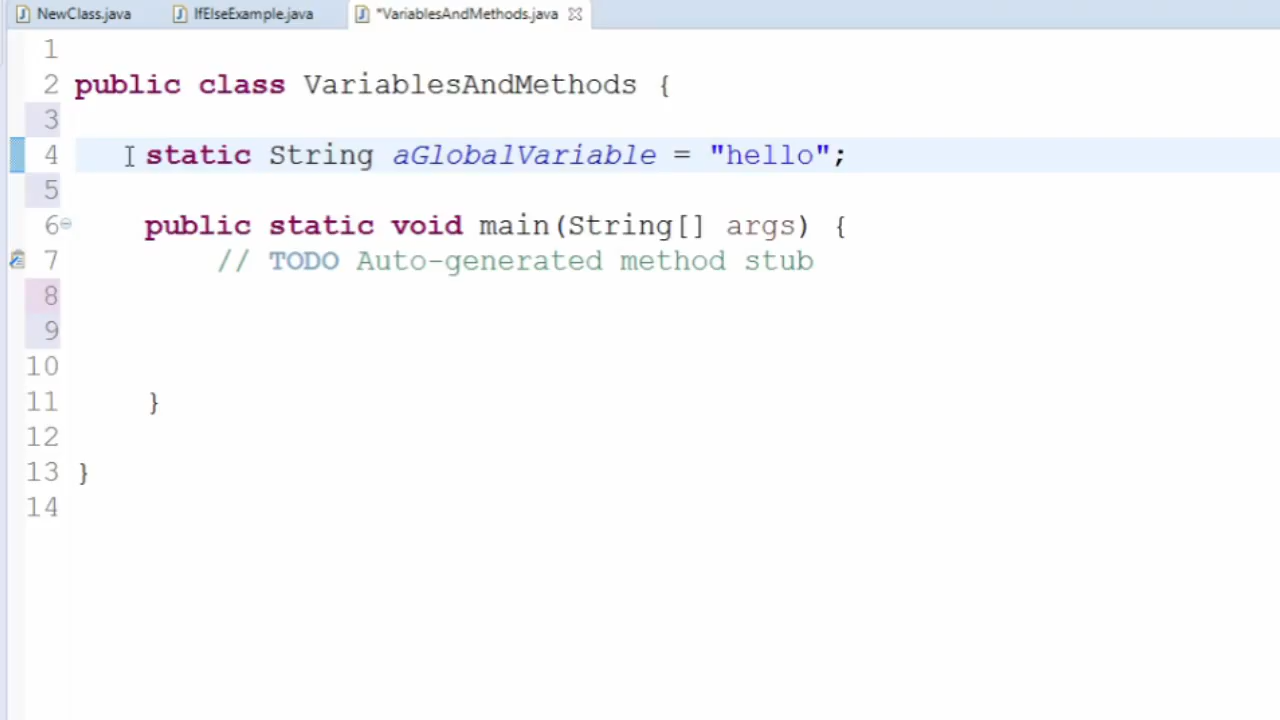 NewClass.java IfElseExample.java *VariablesAndMethods.java
1
2 public class VariablesAndMethods {
3
4 static String aGlobalVariable = "hello";
5
6 public static void main(String[] args) {
7 // TODO Auto-generated method stub
8
9
10
11 }
12
13 }
14